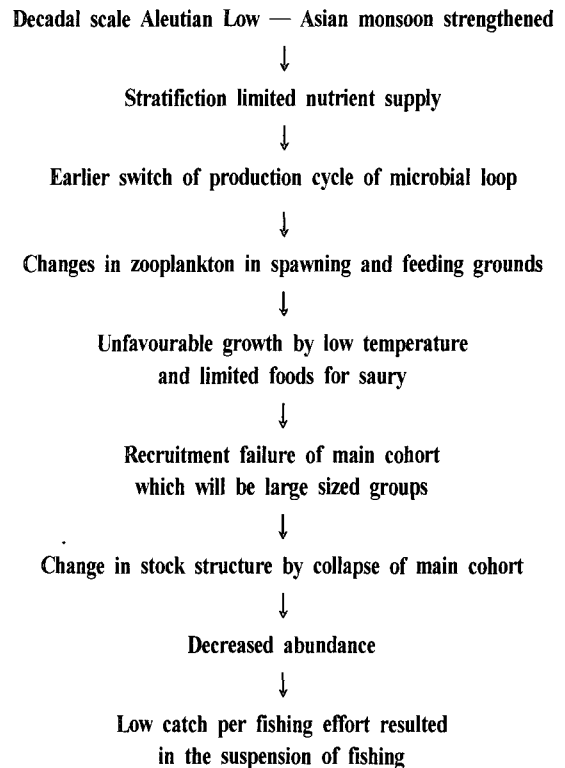 Decadal scale Aleutian Low — Asian monsoon strengthened
↓
Stratifiction limited nutrient supply
↓
Earlier switch of production cycle of microbial loop
↓
Changes in zooplankton in spawning and feeding grounds
↓
Unfavourable growth by low temperature
and limited foods for saury
↓
Recruitment failure of main cohort
which will be large sized groups
↓
Change in stock structure by collapse of main cohort
↓
Decreased abundance
↓
Low catch per fishing effort resulted
in the suspension of fishing